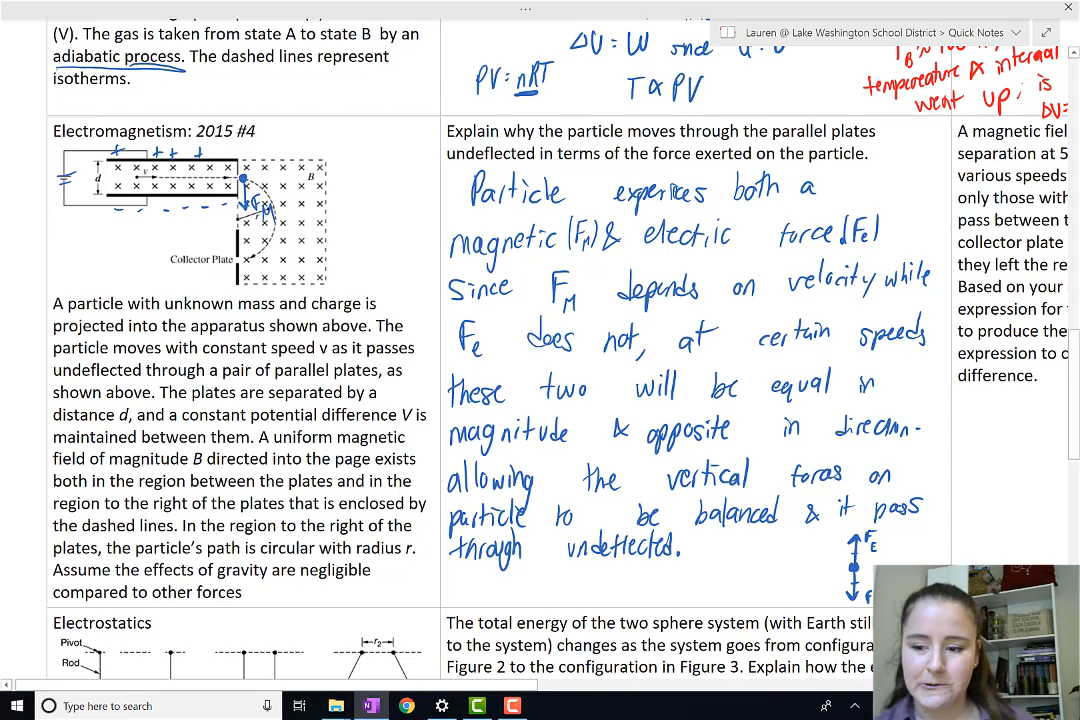 Lauren @ Lake Washington School District » Quick Notes
(V). The gas is taken from state A to state B by an
adiabatic process. The dashed lines represent
isotherms.
ΔU = W and
PV = nRT
T ∝ PV
temperature & internal
went up, is
ΔU=
Electromagnetism: 2015 #4
+ + + +
d
v
B
r
Collector Plate
A particle with unknown mass and charge is
projected into the apparatus shown above. The
particle moves with constant speed v as it passes
undeflected through a pair of parallel plates, as
shown above. The plates are separated by a
distance d, and a constant potential difference V is
maintained between them. A uniform magnetic
field of magnitude B directed into the page exists
both in the region between the plates and in the
region to the right of the plates that is enclosed by
the dashed lines. In the region to the right of the
plates, the particle's path is circular with radius r.
Assume the effects of gravity are negligible
compared to other forces
Explain why the particle moves through the parallel plates
undeflected in terms of the force exerted on the particle.
Particle experices both a
magnetic (FM) & electric force (Fe)
since FM depends on velocity while
Fe does not, at certain speeds
these two will be equal in
magnitude & opposite in direction.
allowing the vertical forces on
particle to be balanced & it pass
through undeflected.
FE
A magnetic fiel
separation at 5
various speeds
only those with
pass between t
collector plate
they left the re
Based on your
expression for
to produce the
expression to c
difference.
Electrostatics
Pivot
Rod
r2
The total energy of the two sphere system (with Earth stil
to the system) changes as the system goes from configura
Figure 2 to the configuration in Figure 3. Explain how the e
Type here to search